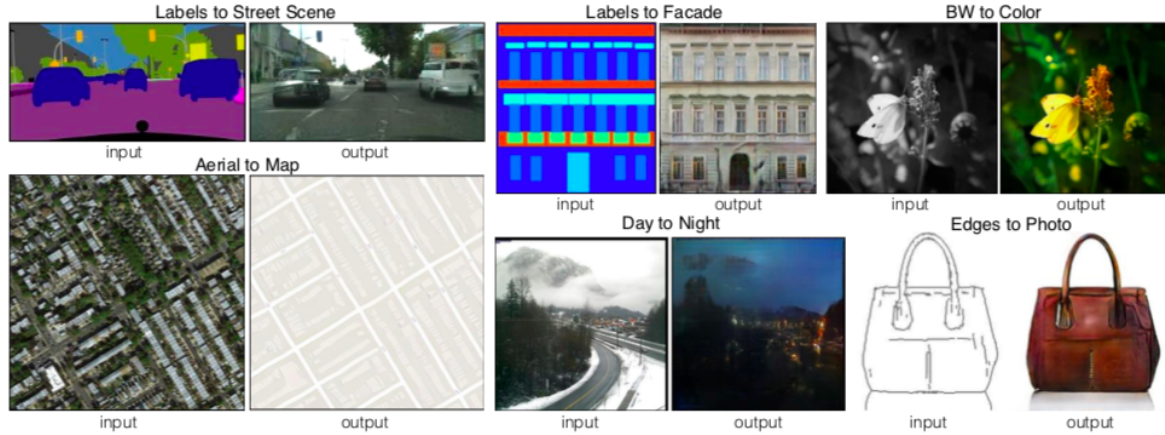 Labels to Street Scene
input
output
Aerial to Map
input
output
Labels to Facade
input
output
BW to Color
input
output
Day to Night
input
output
Edges to Photo
input
output